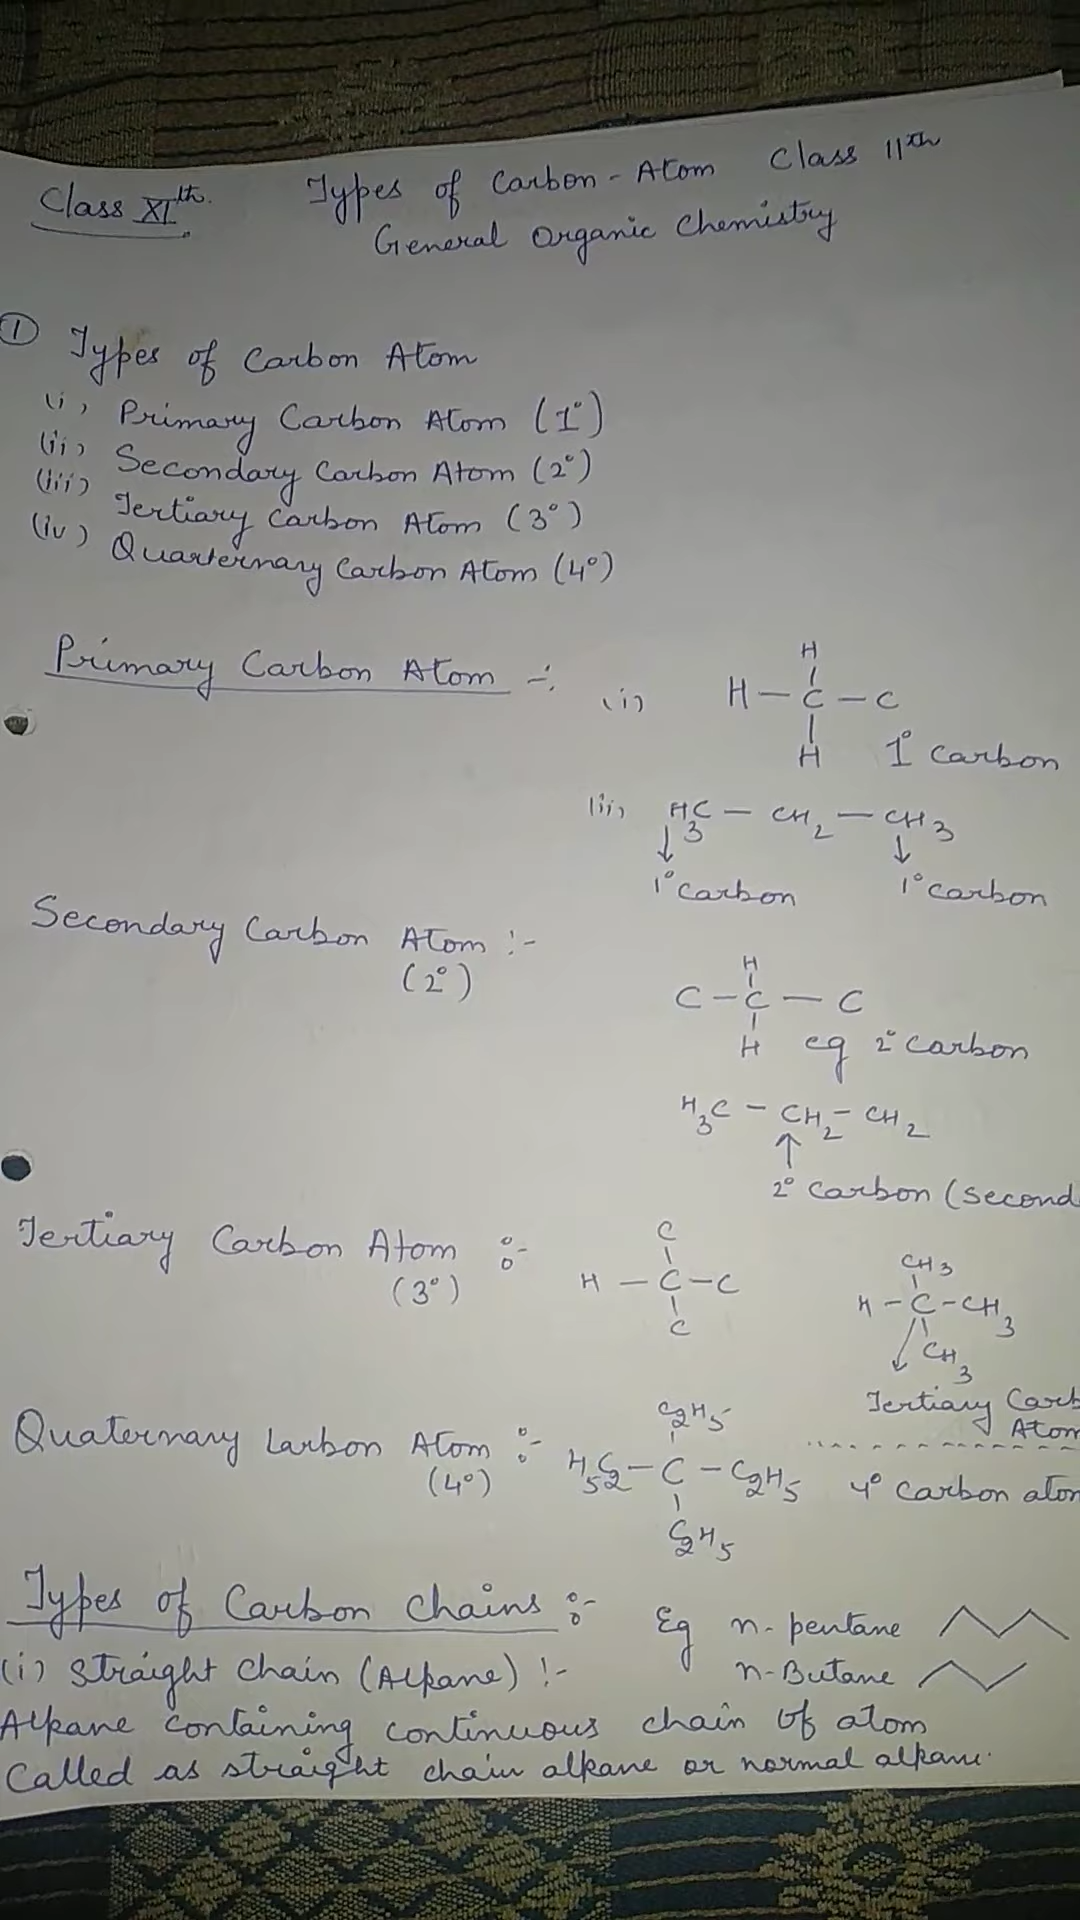 Class XIth.
Types of Carbon-Atom Class 11th
General Organic Chemistry
① Types of Carbon Atom
(i) Primary Carbon Atom (1°)
(ii) Secondary Carbon Atom (2°)
(iii) Tertiary Carbon Atom (3°)
(iv) Quarternary Carbon Atom (4°)
Primary Carbon Atom :-
H
(i) H — C — C
H 1° Carbon
(ii) H3C — CH2 — CH3
1° Carbon 1° Carbon
Secondary Carbon Atom :-
(2°)
H
C — C — C
H eg 2° Carbon
H3C — CH2 — CH2
2° Carbon (Second
Tertiary Carbon Atom :-
(3°)
C
H — C — C
C
CH3
H — C — CH3
CH3
Tertiary Carb
Atom
Quaternary Carbon Atom :-
(4°)
C2H5
H5C2 — C — C2H5 4° Carbon atom
C2H5
Types of Carbon Chains :-
Eg n-pentane
n-Butane
(i) Straight Chain (Alkane) :-
Alkane containing continuous chain of atom
Called as straight chain alkane or normal alkane.